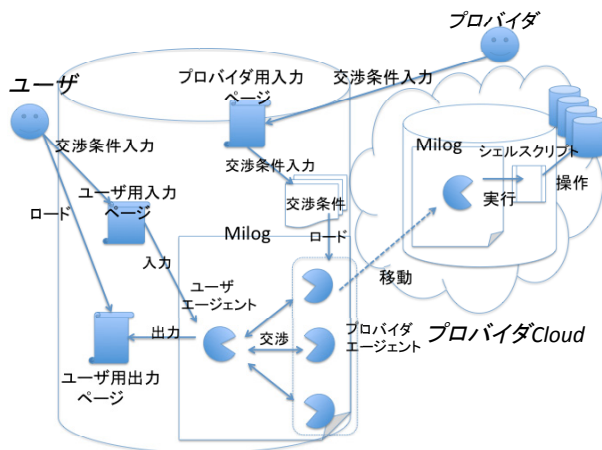 プロバイダ
ユーザ
プロバイダ用入力
ページ
交渉条件入力
交渉条件入力
交渉条件入力
Milog
シェルスクリプト
実行
操作
ユーザ用入力
ページ
ロード
交渉条件
Milog
ロード
入力
ユーザ
エージェント
移動
プロバイダCloud
出力
交渉
プロバイダ
エージェント
ユーザ用出力
ページ